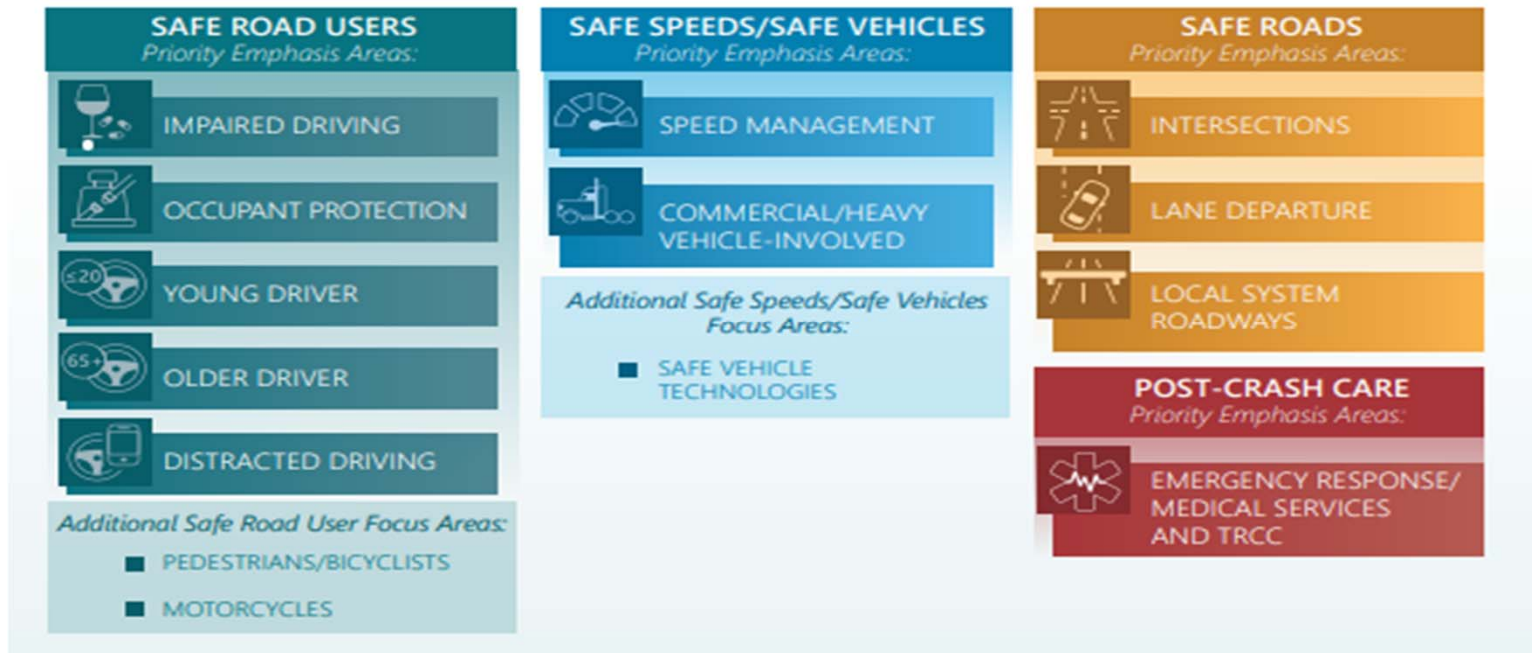 SAFE ROAD USERS
Priority Emphasis Areas:
IMPAIRED DRIVING
OCCUPANT PROTECTION
≤20
YOUNG DRIVER
65+
OLDER DRIVER
DISTRACTED DRIVING
Additional Safe Road User Focus Areas:
PEDESTRIANS/BICYCLISTS
MOTORCYCLES
SAFE SPEEDS/SAFE VEHICLES
Priority Emphasis Areas:
SPEED MANAGEMENT
COMMERCIAL/HEAVY
VEHICLE-INVOLVED
Additional Safe Speeds/Safe Vehicles
Focus Areas:
SAFE VEHICLE
TECHNOLOGIES
SAFE ROADS
Priority Emphasis Areas:
INTERSECTIONS
LANE DEPARTURE
LOCAL SYSTEM
ROADWAYS
POST-CRASH CARE
Priority Emphasis Areas:
EMERGENCY RESPONSE/
MEDICAL SERVICES
AND TRCC